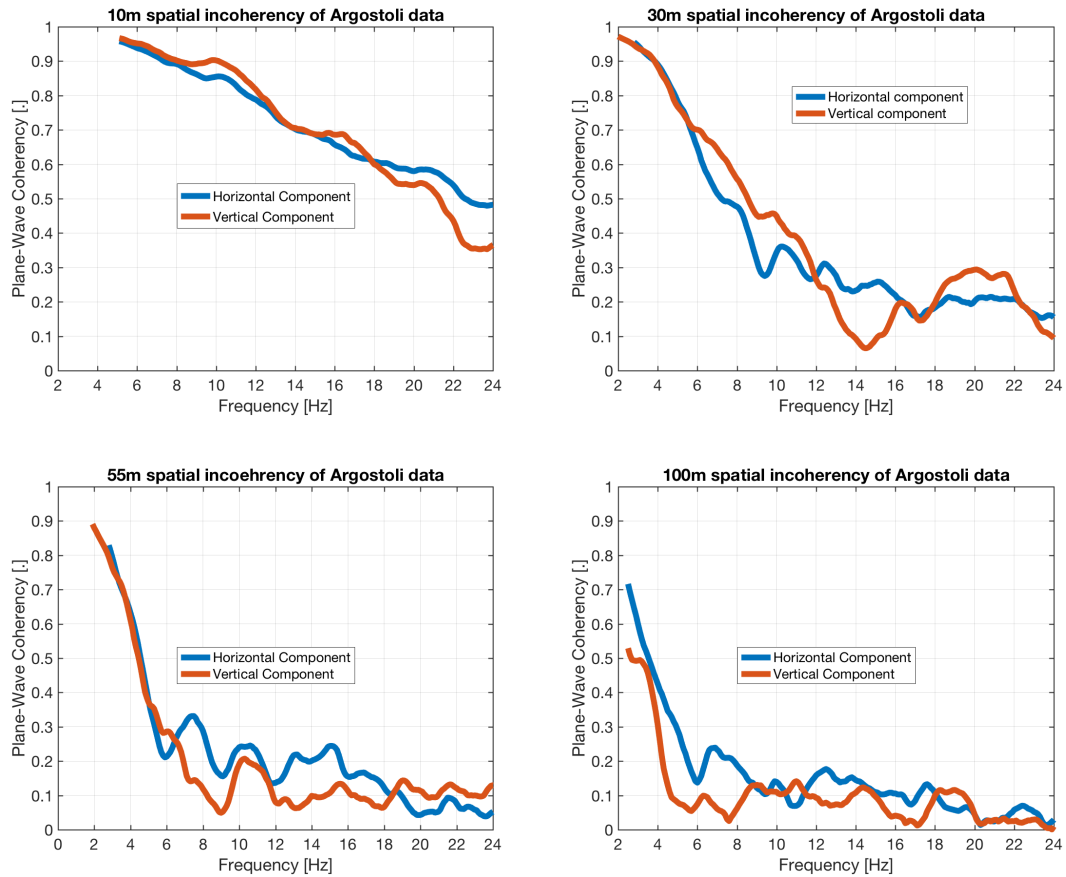 10m spatial incoherency of Argostoli data
Plane-Wave Coherency [.]
1
0.9
0.8
0.7
0.6
0.5
0.4
0.3
0.2
0.1
0
Horizontal Component
Vertical Component
2 4 6 8 10 12 14 16 18 20 22 24
Frequency [Hz]
30m spatial incoherency of Argostoli data
Plane-Wave Coherency [.]
1
0.9
0.8
0.7
0.6
0.5
0.4
0.3
0.2
0.1
0
Horizontal component
Vertical component
2 4 6 8 10 12 14 16 18 20 22 24
Frequency [Hz]
55m spatial incoehrency of Argostoli data
Plane-Wave Coherency [.]
1
0.9
0.8
0.7
0.6
0.5
0.4
0.3
0.2
0.1
0
Horizontal Component
Vertical Component
0 2 4 6 8 10 12 14 16 18 20 22 24
Frequency [Hz]
100m spatial incoherency of Argostoli data
Plane-Wave Coherency [.]
1
0.9
0.8
0.7
0.6
0.5
0.4
0.3
0.2
0.1
0
Horizontal Component
Vertical Component
2 4 6 8 10 12 14 16 18 20 22 24
Frequency [Hz]